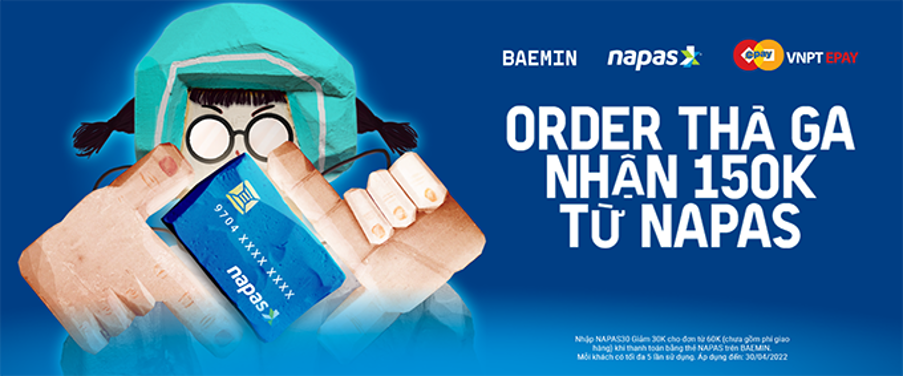 BAEMIN
napas
epay VNPT EPAY
ORDER THẢ GA
NHẬN 150K
TỪ NAPAS
9704 XXXX XXXX
napas
Nhập NAPAS30 Giảm 30K cho đơn từ 60K (chưa gồm phí giao
hàng) khi thanh toán bằng thẻ NAPAS trên BAEMIN.
Mỗi khách có tối đa 5 lần sử dụng. Áp dụng đến: 30/04/2022